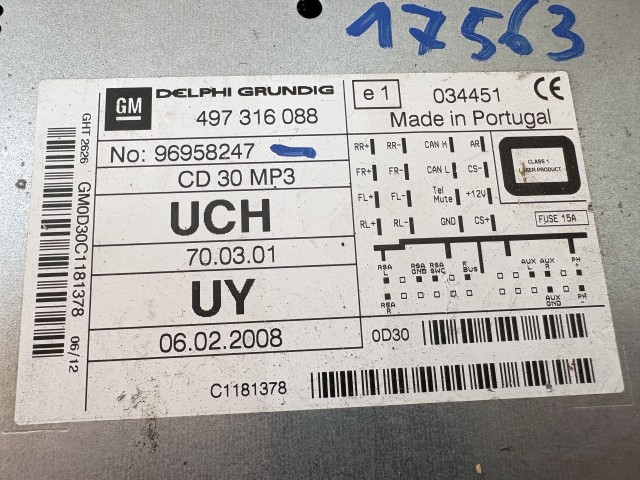 17563
GM DELPHI GRUNDIG
497 316 088
e 1 034451 CE
Made in Portugal
No: 96958247
CD 30 MP3
UCH
70.03.01
UY
06.02.2008
GHT 2626
GM0D30C1181378
06/12
RR+ RR- CAN H AR
FR+ FR- CAN L CS-
FL+ FL- Tel Mute +12V
RL+ RL- GND CS+
CLASS 1
LASER PRODUCT
FUSE 15A
RSA L
RSA GND
RSA SWC
E BUS
AUX L
AUX R
PH +
RSA R
AUX GND
PH -
0D30
C1181378